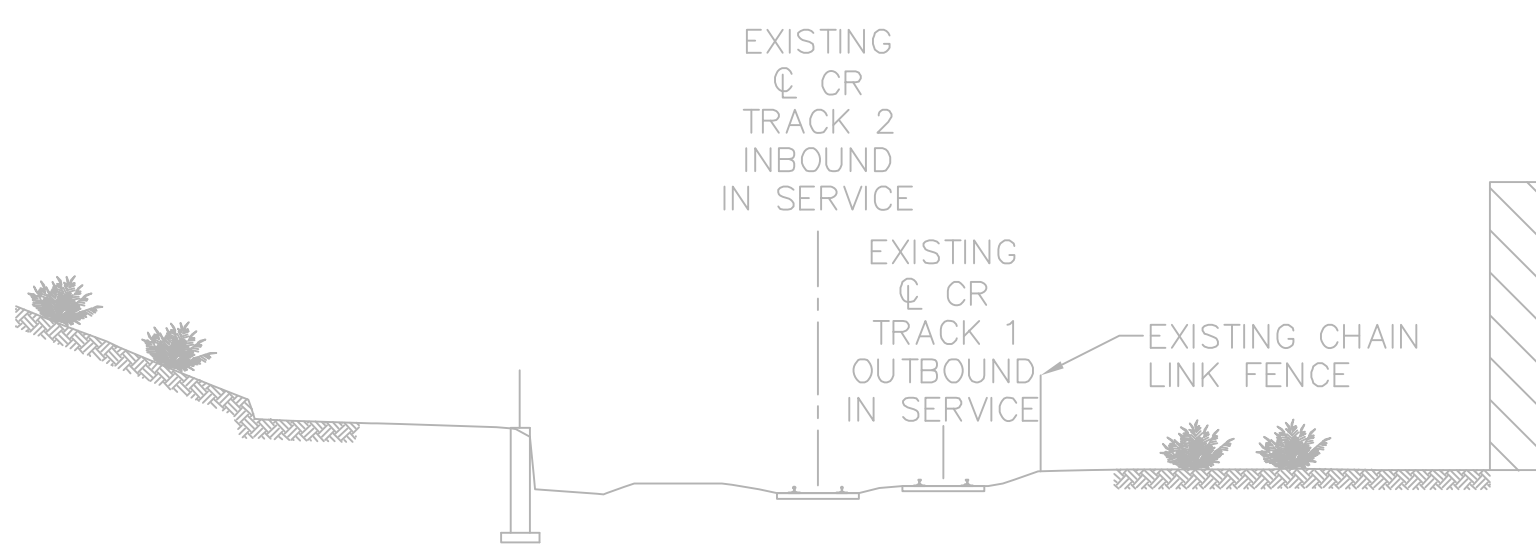 EXISTING
℄ CR
TRACK 2
INBOUND
IN SERVICE
EXISTING
℄ CR
TRACK 1
OUTBOUND
IN SERVICE
EXISTING CHAIN
LINK FENCE